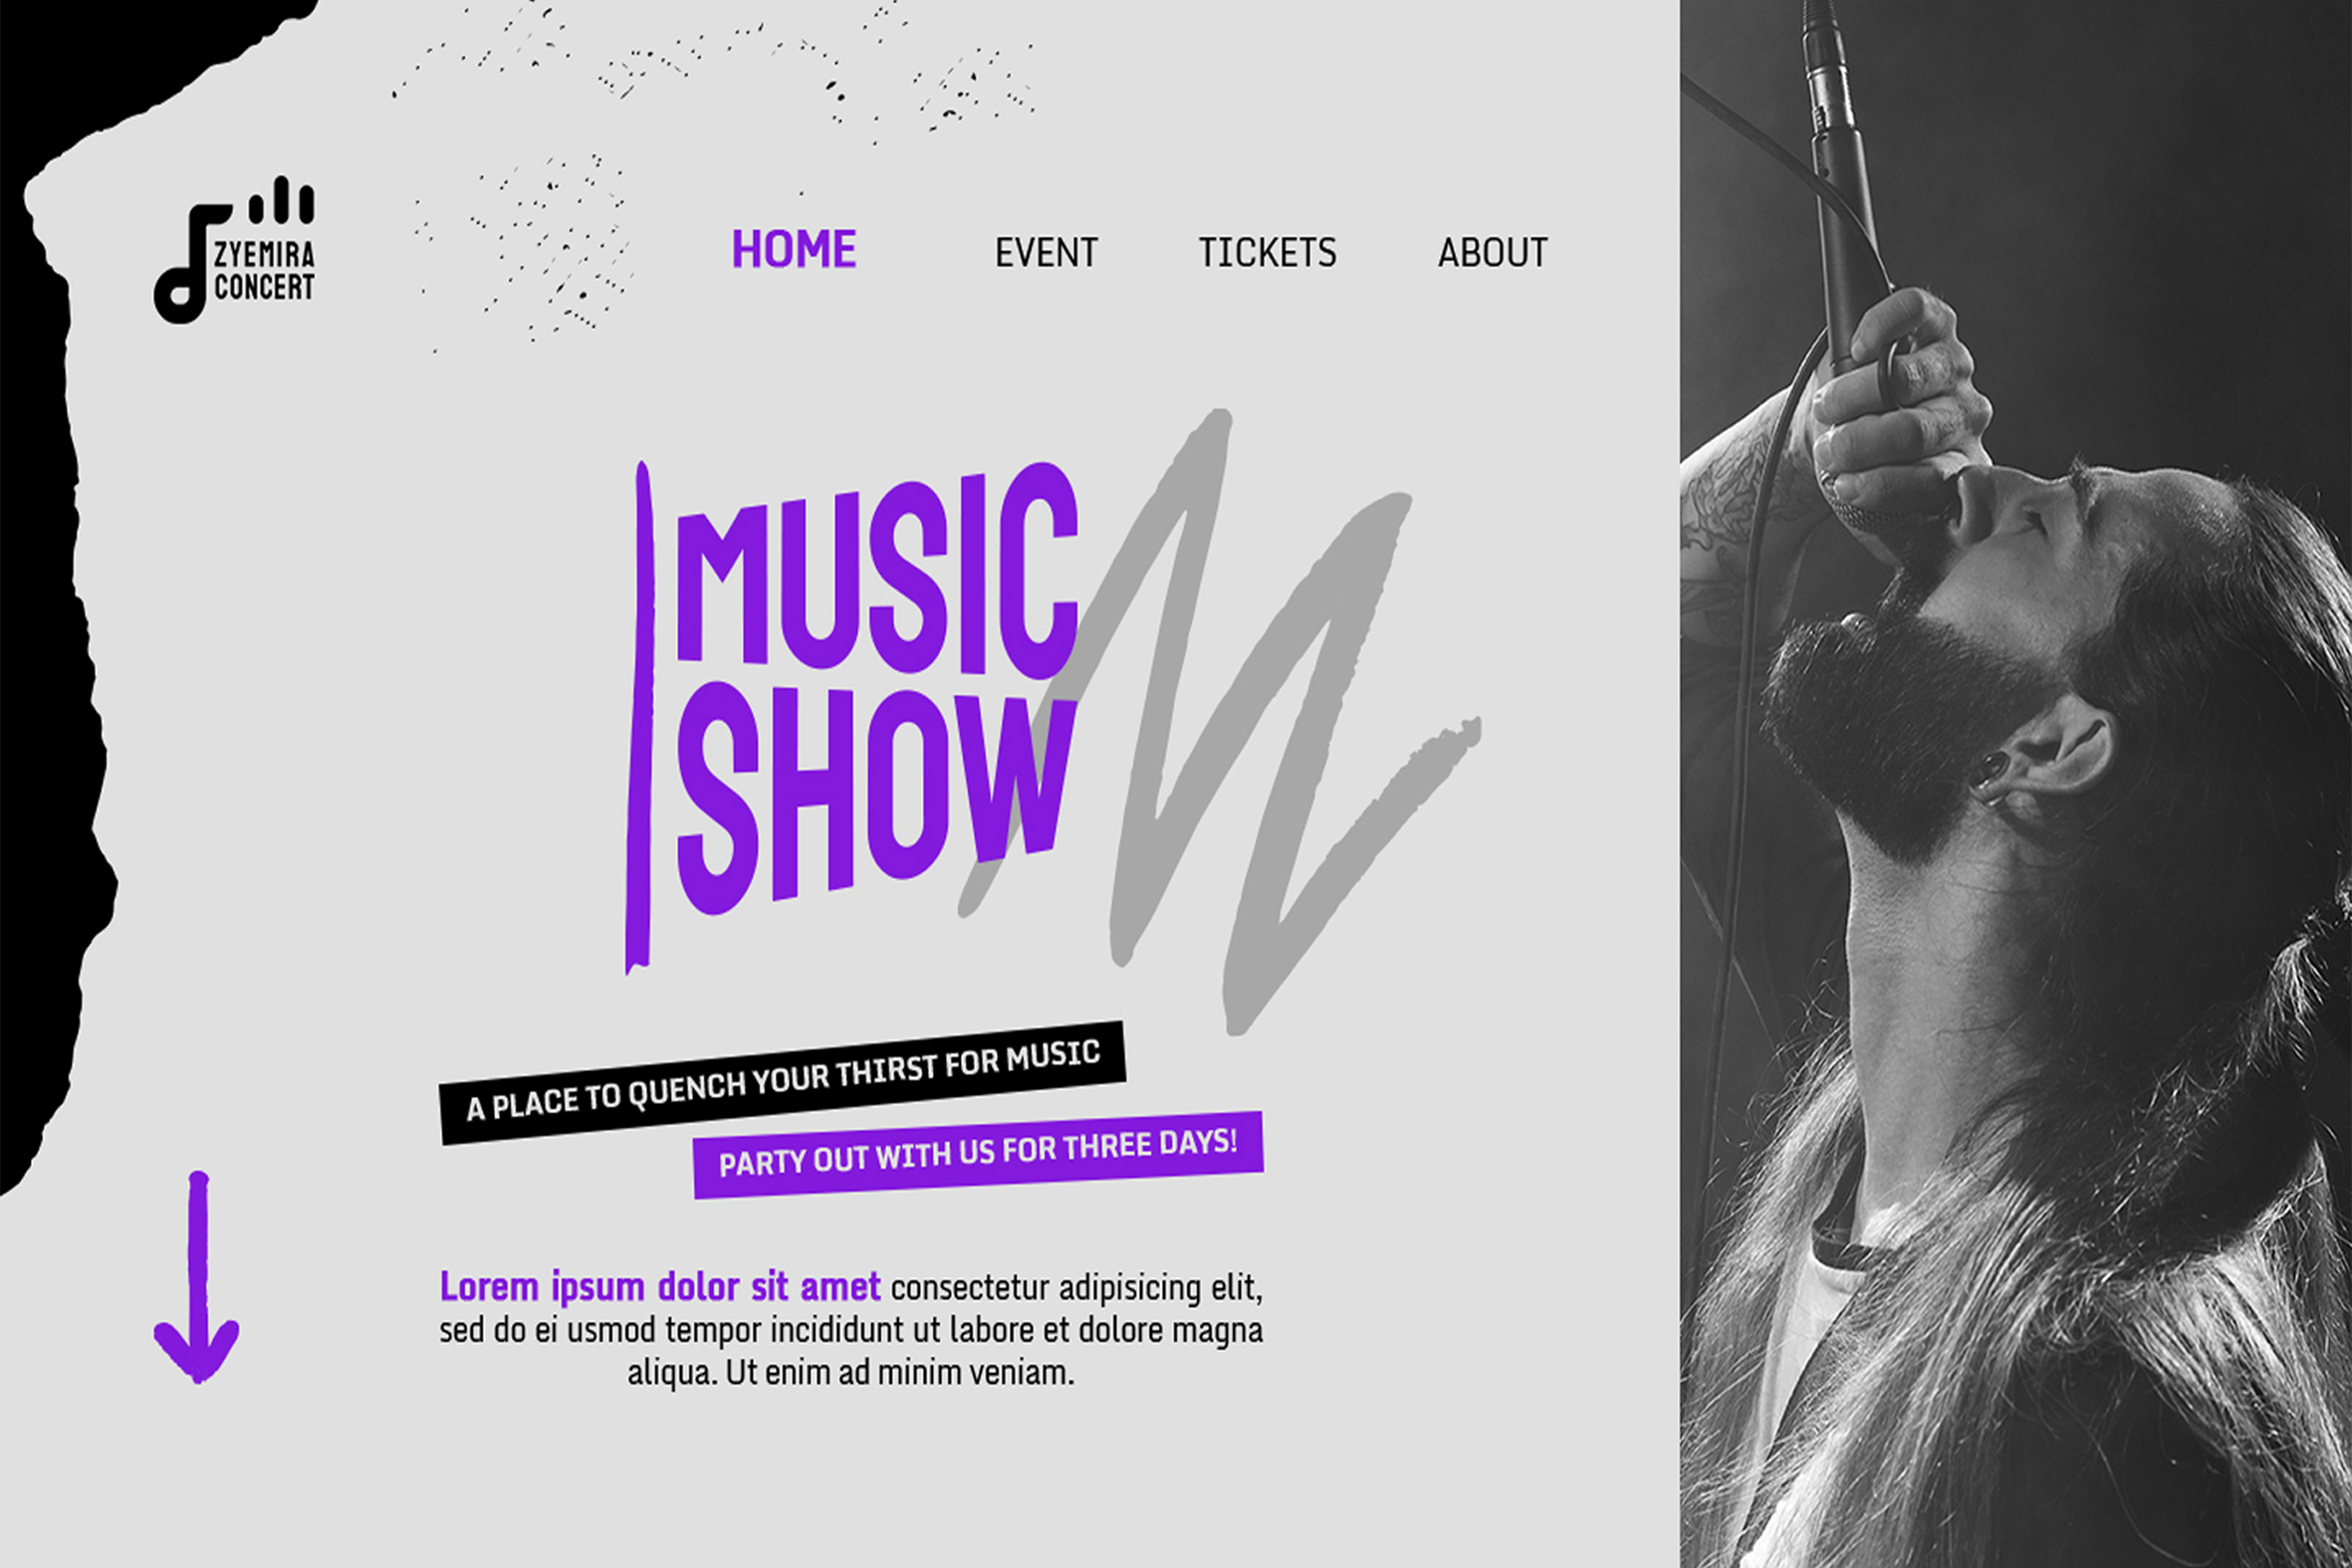 ZYEMIRA
CONCERT
HOME EVENT TICKETS ABOUT
MUSIC
SHOW
A PLACE TO QUENCH YOUR THIRST FOR MUSIC
PARTY OUT WITH US FOR THREE DAYS!
Lorem ipsum dolor sit amet consectetur adipisicing elit,
sed do ei usmod tempor incididunt ut labore et dolore magna
aliqua. Ut enim ad minim veniam.